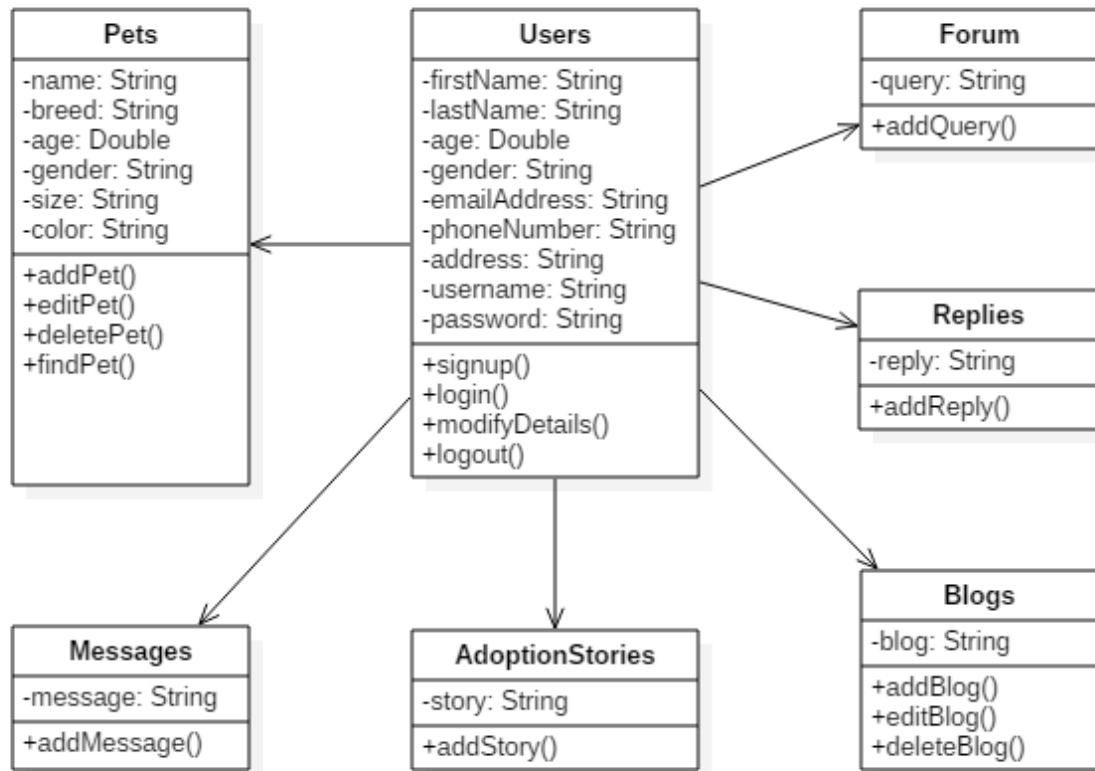 Pets
-name: String
-breed: String
-age: Double
-gender: String
-size: String
-color: String
+addPet()
+editPet()
+deletePet()
+findPet()
Users
-firstName: String
-lastName: String
-age: Double
-gender: String
-emailAddress: String
-phoneNumber: String
-address: String
-username: String
-password: String
+signup()
+login()
+modifyDetails()
+logout()
Forum
-query: String
+addQuery()
Replies
-reply: String
+addReply()
Messages
-message: String
+addMessage()
AdoptionStories
-story: String
+addStory()
Blogs
-blog: String
+addBlog()
+editBlog()
+deleteBlog()